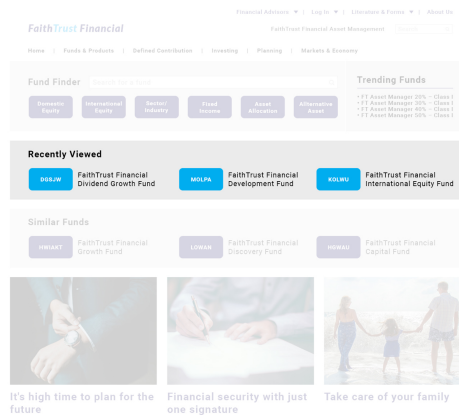 Financial Advisors ▼ | Log In ▼ | Literature & Forms ▼ | About Us
FaithTrust Financial
FaithTrust Financial Asset Management
Home | Funds & Products | Defined Contribution | Investing | Planning | Markets & Economy
Fund Finder
Search for a fund
Trending Funds
Domestic
Equity
International
Equity
Sector/
Industry
Fixed
Income
Asset
Allocation
Alternative
Asset
• FT Asset Manager 20% – Class I
• FT Asset Manager 30% – Class I
• FT Asset Manager 40% – Class I
• FT Asset Manager 50% – Class I
Recently Viewed
DGSJW
FaithTrust Financial
Dividend Growth Fund
MOLPA
FaithTrust Financial
Development Fund
KOLWU
FaithTrust Financial
International Equity Fund
Similar Funds
FaithTrust Financial
Growth Fund
LOWAN
FaithTrust Financial
Discovery Fund
FaithTrust Financial
Capital Fund
It's high time to plan for the
future
Financial security with just
one signature
Take care of your family